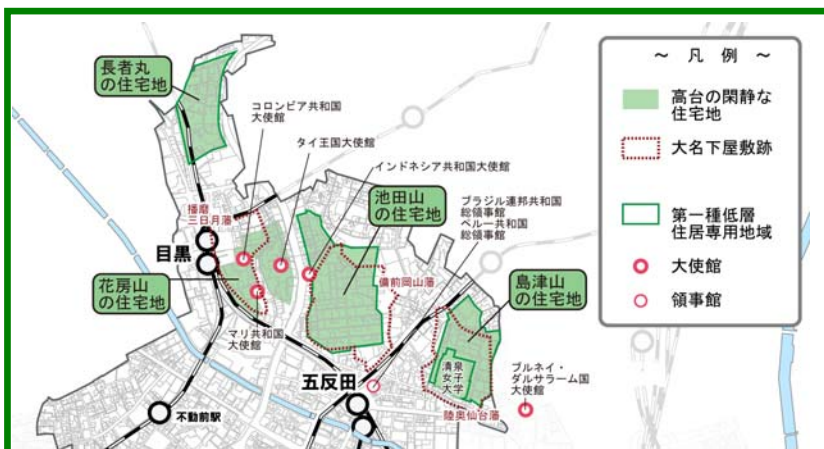 長者丸
の住宅地
コロンビア共和国
大使館
タイ王国大使館
インドネシア共和国大使館
池田山
の住宅地
ブラジル連邦共和国
総領事館
ペルー共和国
総領事館
播磨
三日月藩
目黒
花房山
の住宅地
備前岡山藩
島津山
の住宅地
マリ共和国
大使館
五反田
清泉
女子
大学
ブルネイ・
ダルサラーム国
大使館
陸奥仙台藩
不動前駅
～ 凡 例 ～
高台の閑静な
住宅地
大名下屋敷跡
第一種低層
住居専用地域
大使館
領事館